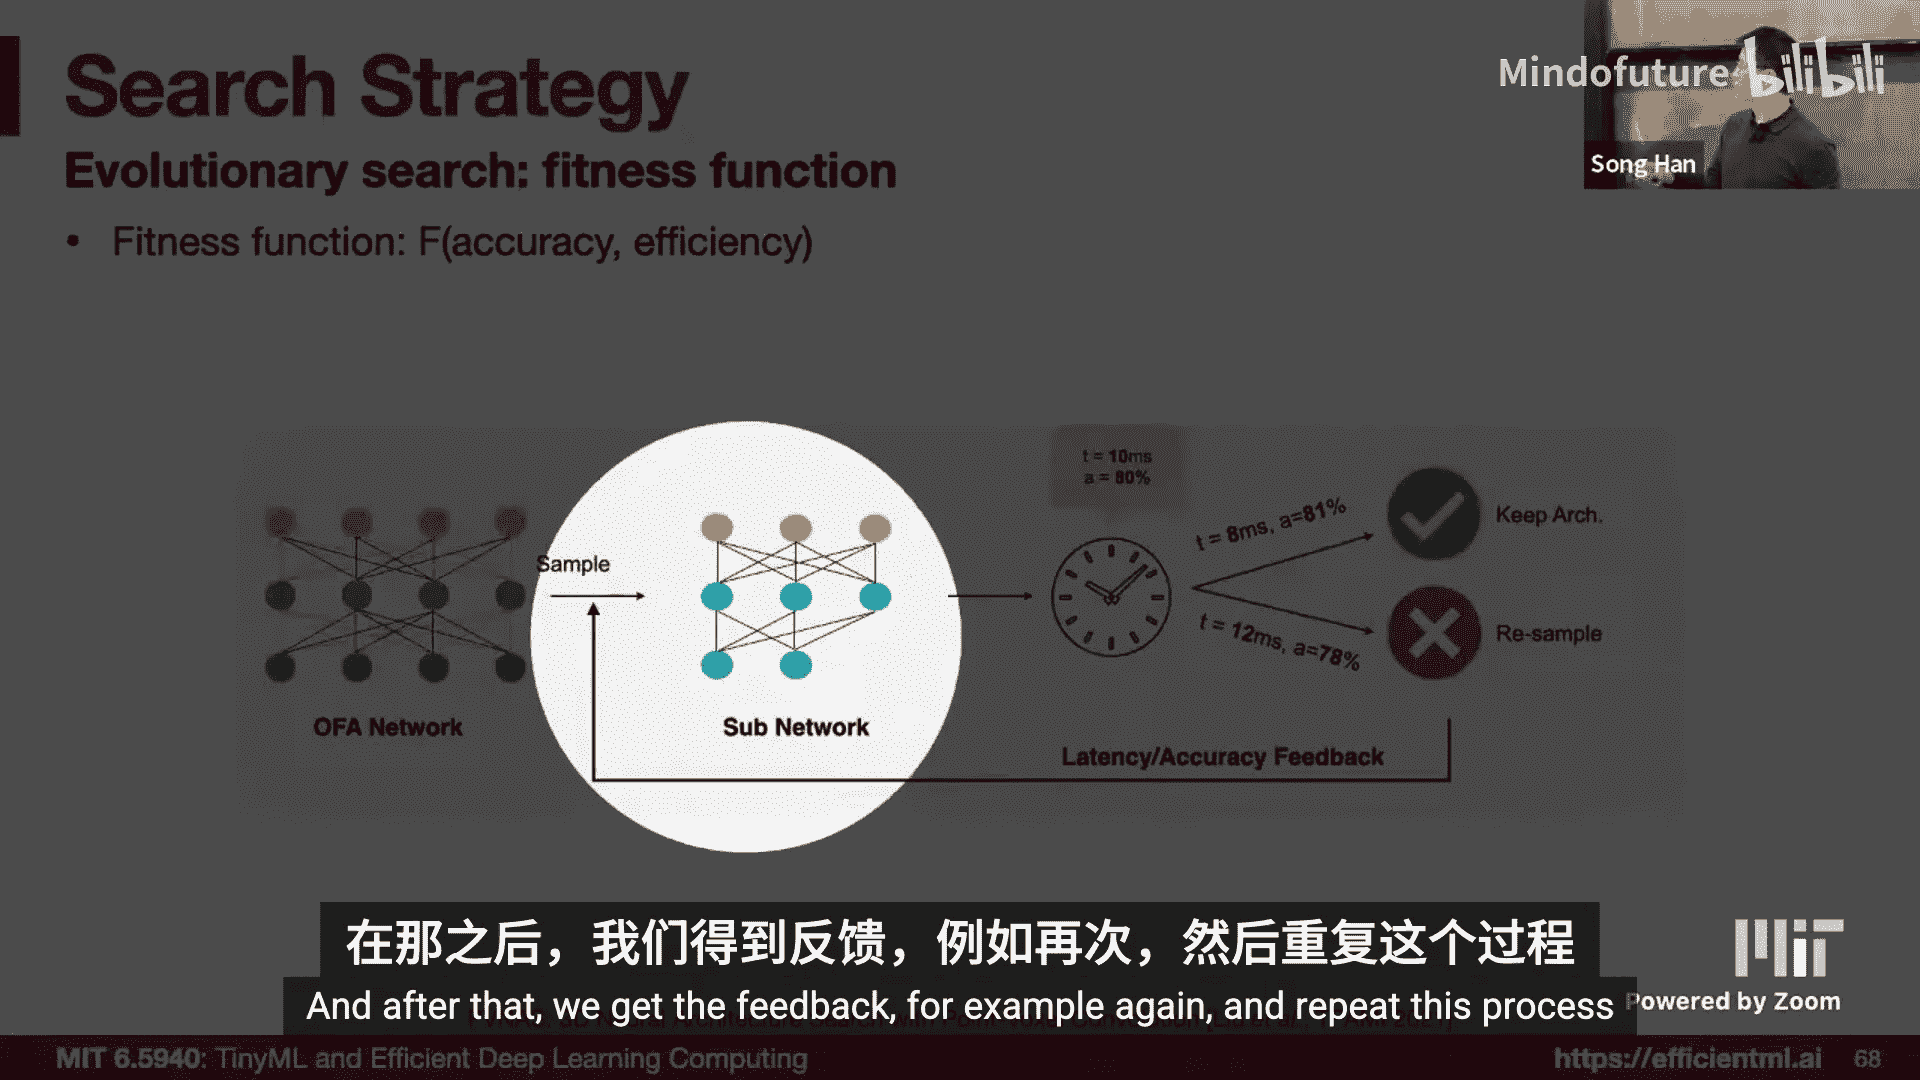 Search Strategy
Mindofuture bilibili
Song Han
Evolutionary search: fitness function
• Fitness function: F(accuracy, efficiency)
t = 10ms
a = 80%
t = 8ms, a=81%
Keep Arch.
Sample
t = 12ms, a=78%
Re-sample
OFA Network
Sub Network
Latency/Accuracy Feedback
在那之后，我们得到反馈，例如再次，然后重复这个过程
And after that, we get the feedback, for example again, and repeat this process
MIT
Powered by Zoom
MIT 6.5940: TinyML and Efficient Deep Learning Computing
https://efficientml.ai
68